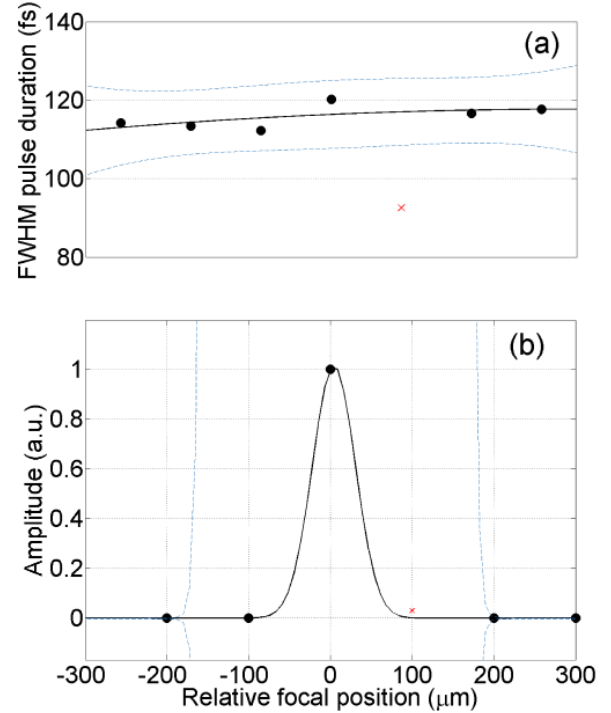 FWHM pulse duration (fs)
140
120
100
80
(a)
Amplitude (a.u.)
1
0.8
0.6
0.4
0.2
0
(b)
-300 -200 -100 0 100 200 300
Relative focal position (μm)